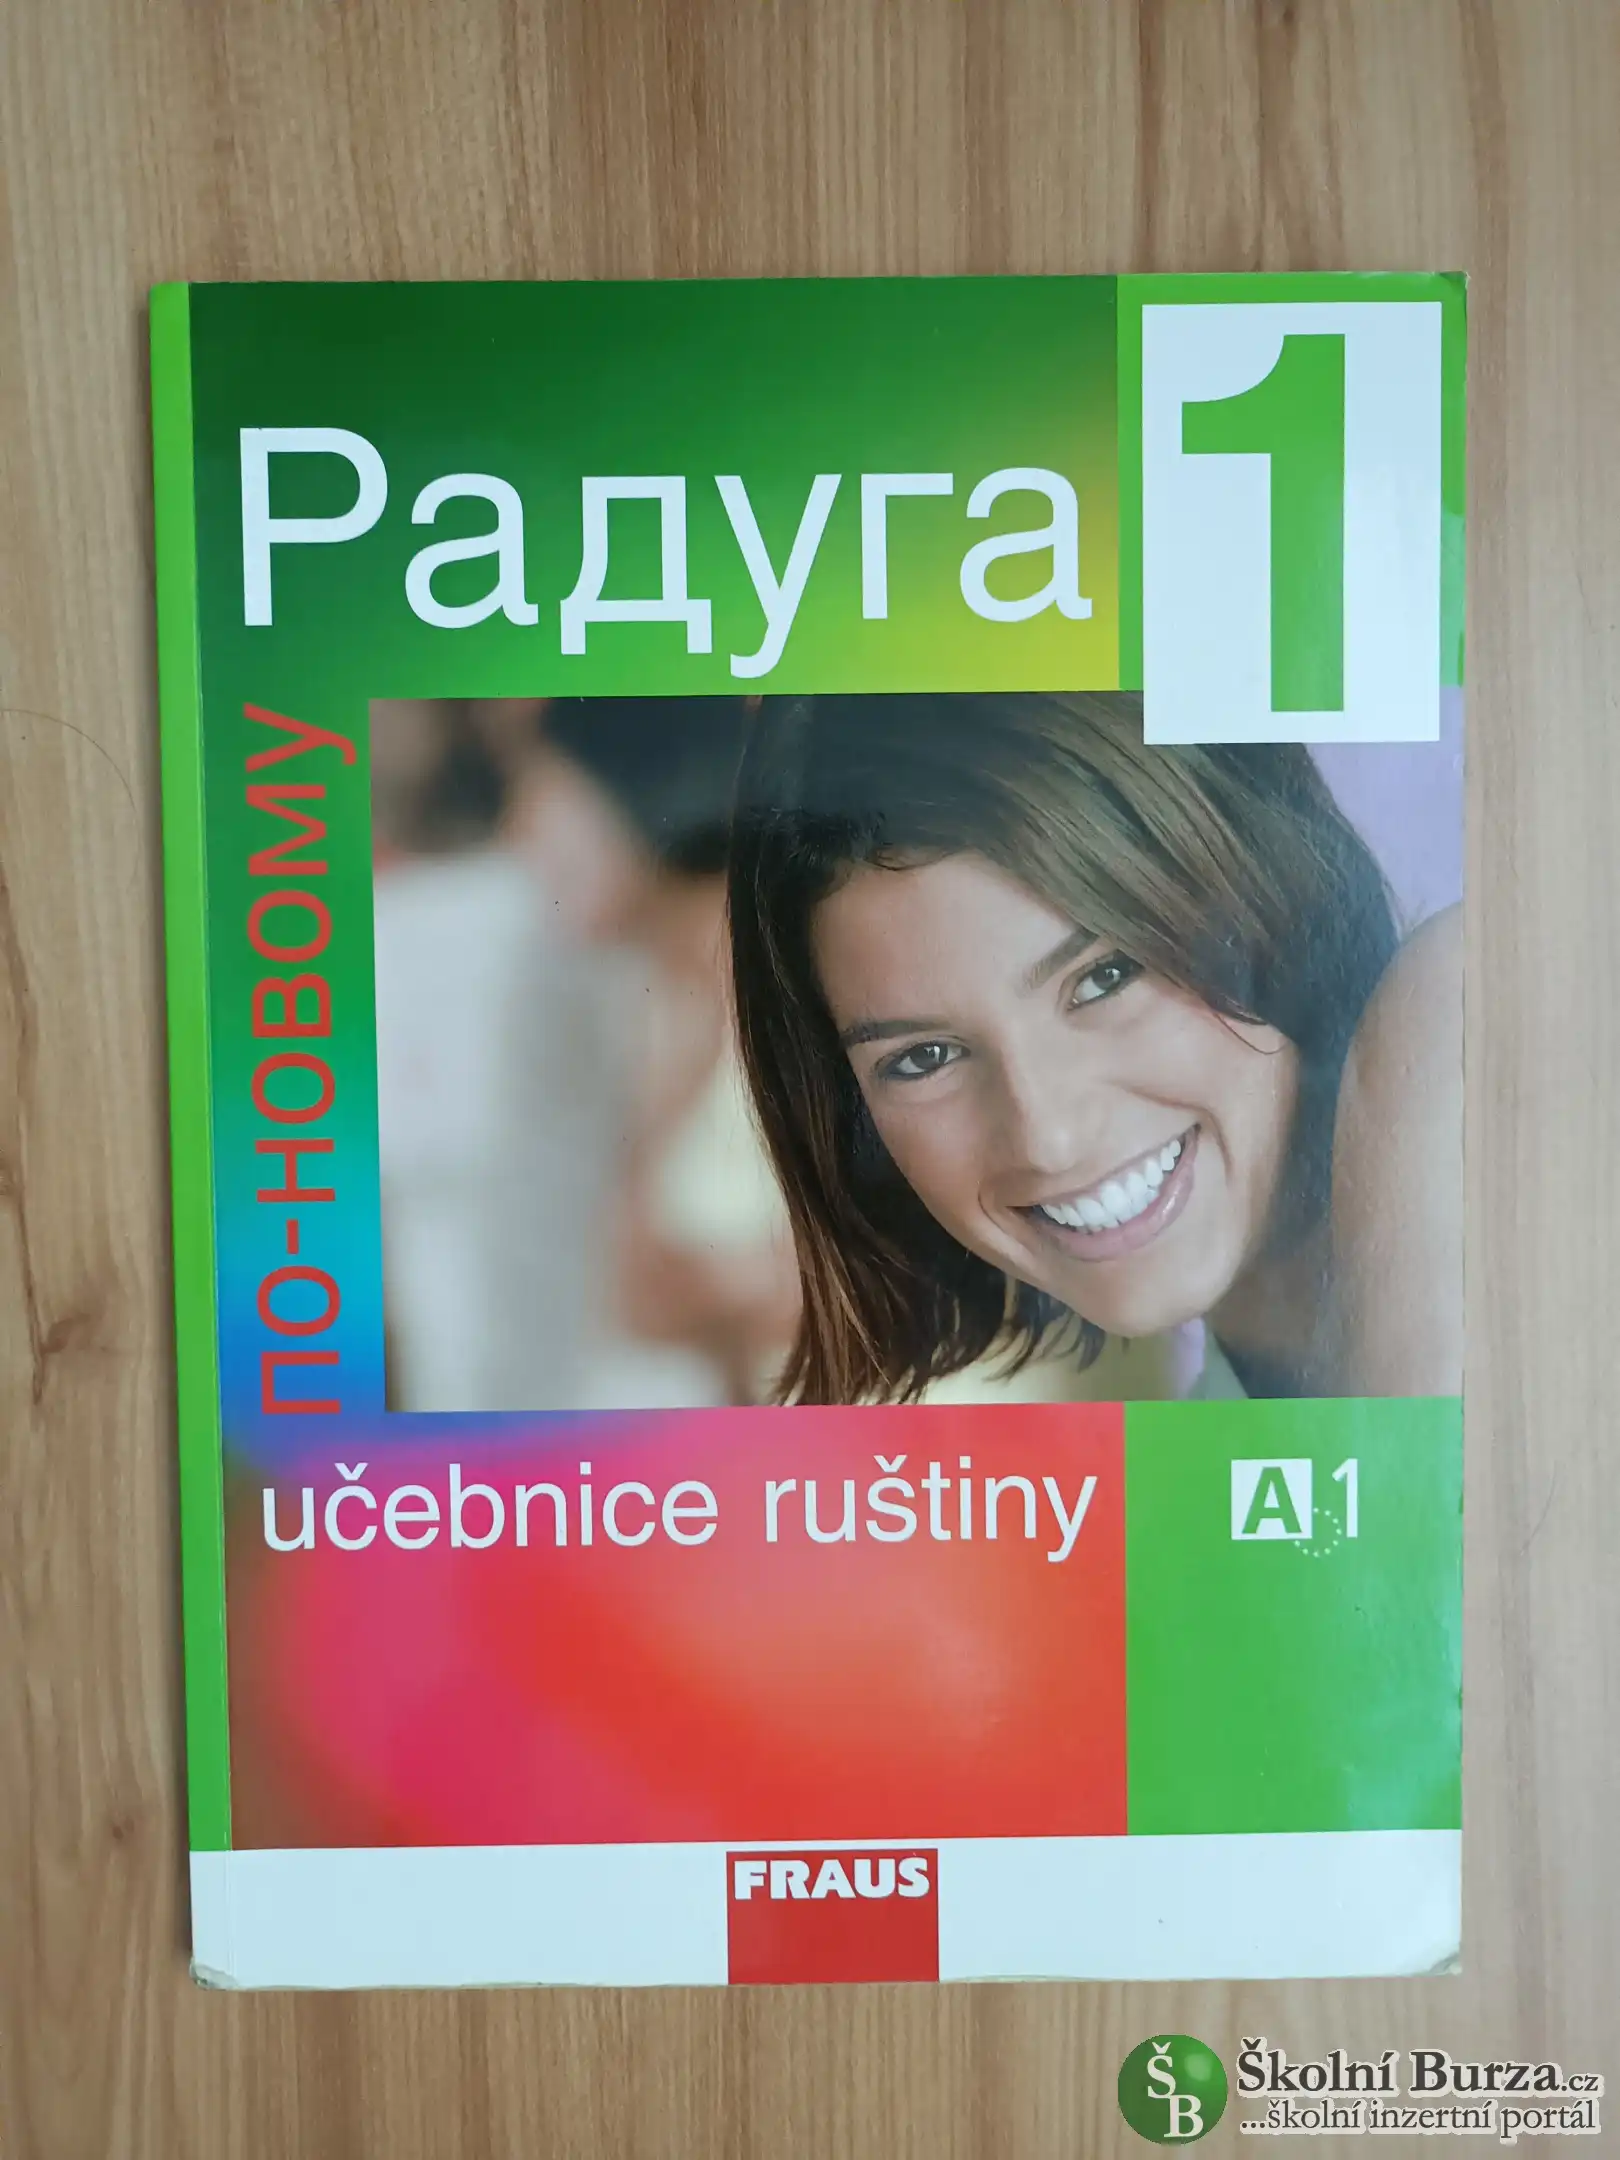 Радуга
1
по-новому
učebnice ruštiny
A1
FRAUS
ŠB
Školní Burza.cz
...školní inzertní portál